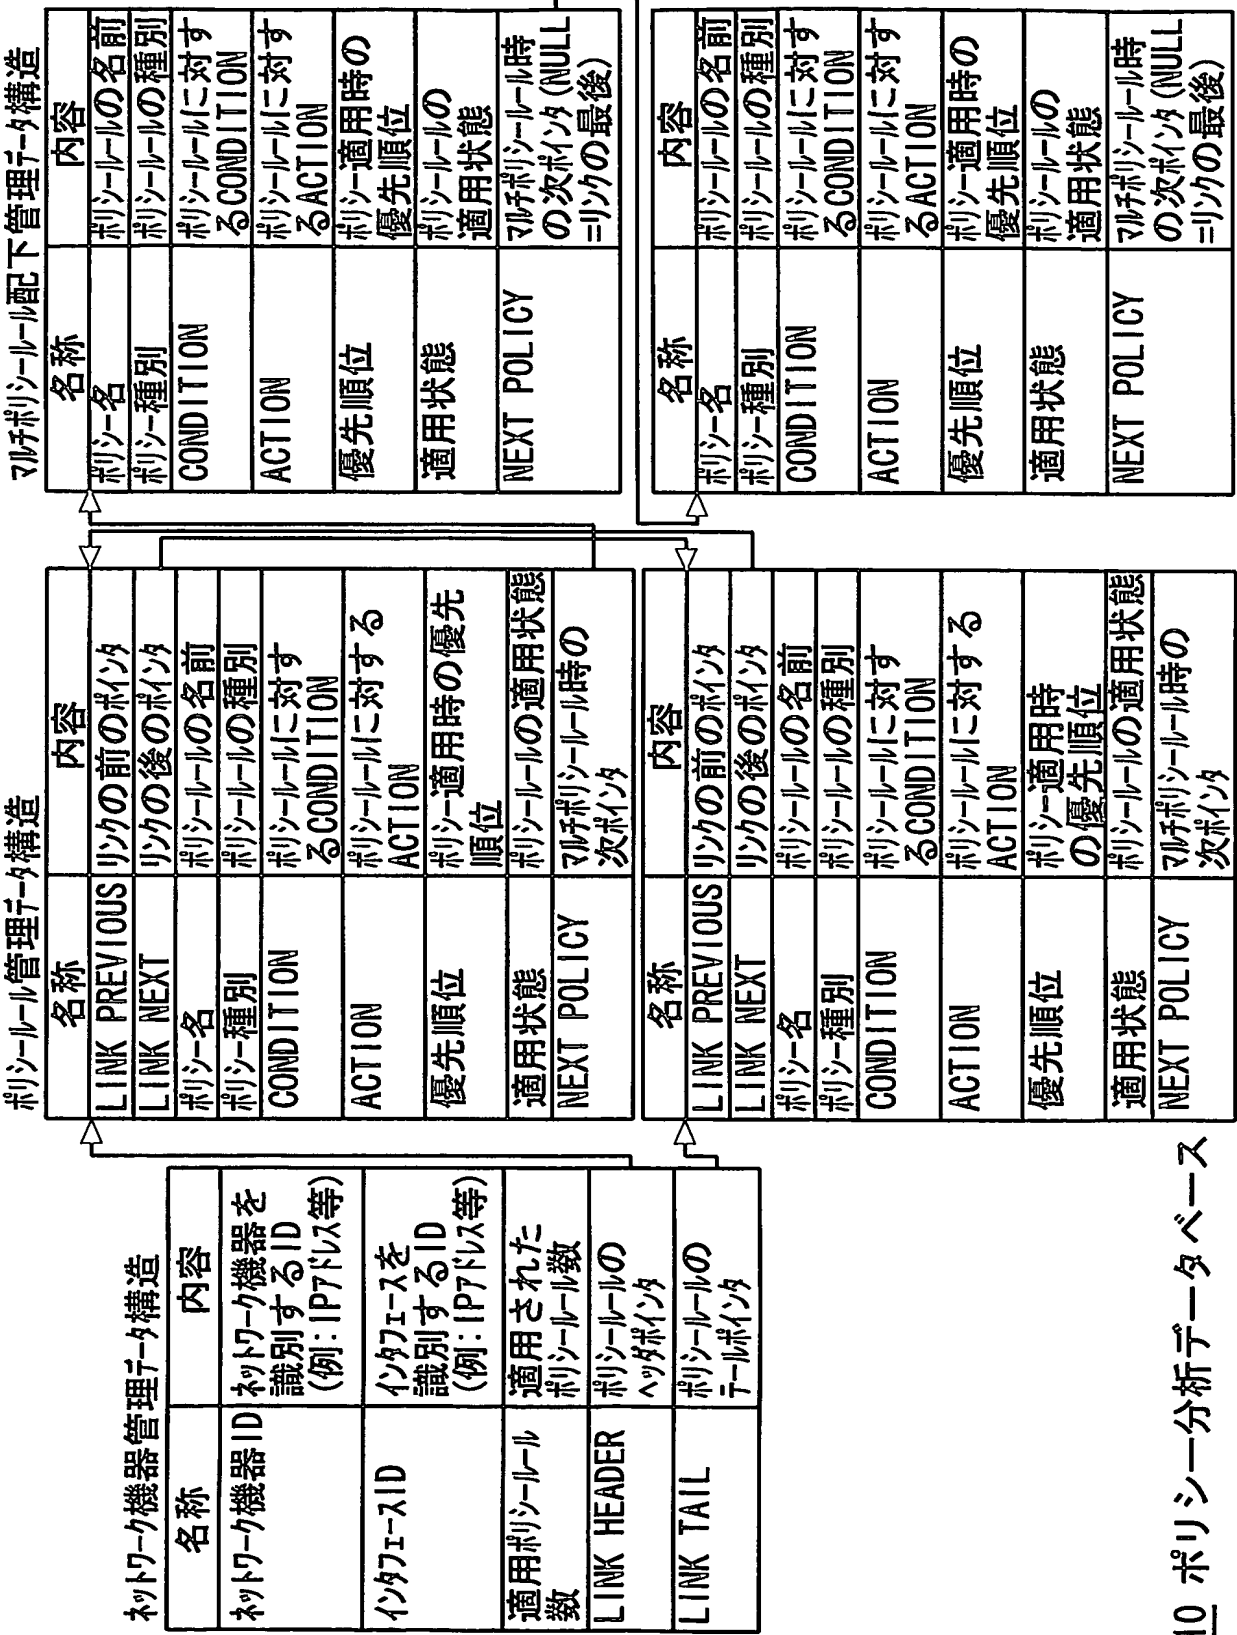 ネットワーク機器管理データ構造
名称
内容
ネットワーク機器ID
ネットワーク機器を
識別するID
(例:IPアドレス等)
インタフェースID
インタフェースを
識別するID
(例:IPアドレス等)
適用ポリシールール
数
適用された
ポリシールール数
LINK HEADER
ポリシールールの
ヘッダポインタ
LINK TAIL
ポリシールールの
テールポインタ
ポリシールール管理データ構造
名称
内容
LINK PREVIOUS
リンクの前のポインタ
LINK NEXT
リンクの後のポインタ
ポリシー名
ポリシールールの名前
ポリシー種別
ポリシールールの種別
CONDITION
ポリシールールに対す
るCONDITION
ACTION
ポリシールールに対する
ACTION
優先順位
ポリシー適用時の優先
順位
適用状態
ポリシールールの適用状態
NEXT POLICY
マルチポリシールール時の
次ポインタ
名称
内容
LINK PREVIOUS
リンクの前のポインタ
LINK NEXT
リンクの後のポインタ
ポリシー名
ポリシールールの名前
ポリシー種別
ポリシールールの種別
CONDITION
ポリシールールに対す
るCONDITION
ACTION
ポリシールールに対する
ACTION
優先順位
ポリシー適用時
の優先順位
適用状態
ポリシールールの適用状態
NEXT POLICY
マルチポリシールール時の
次ポインタ
マルチポリシールール配下管理データ構造
名称
内容
ポリシー名
ポリシールールの名前
ポリシー種別
ポリシールールの種別
CONDITION
ポリシールールに対す
るCONDITION
ACTION
ポリシールールに対す
るACTION
優先順位
ポリシー適用時の
優先順位
適用状態
ポリシールールの
適用状態
NEXT POLICY
マルチポリシールール時
の次ポインタ(NULL
=リンクの最後)
名称
内容
ポリシー名
ポリシールールの名前
ポリシー種別
ポリシールールの種別
CONDITION
ポリシールールに対す
るCONDITION
ACTION
ポリシールールに対す
るACTION
優先順位
ポリシー適用時の
優先順位
適用状態
ポリシールールの
適用状態
NEXT POLICY
マルチポリシールール時
の次ポインタ(NULL
=リンクの最後)
10 ポリシー分析データベース